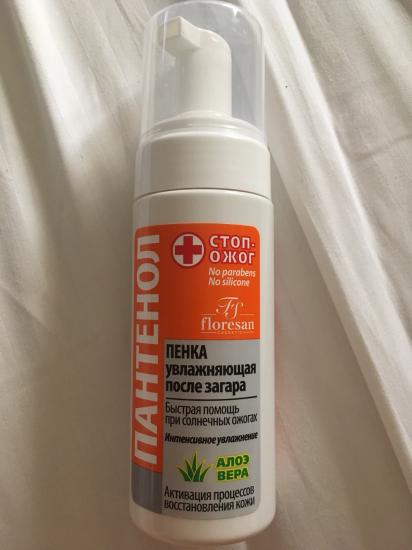 ПАНТЕНОЛ
СТОП-
ОЖОГ
No parabens
No silicone
FS
floresan
COSMETIC
ПЕНКА
увлажняющая
после загара
Быстрая помощь
при солнечных ожогах
Интенсивное увлажнение
АЛОЭ
ВЕРА
Активация процессов
восстановления кожи